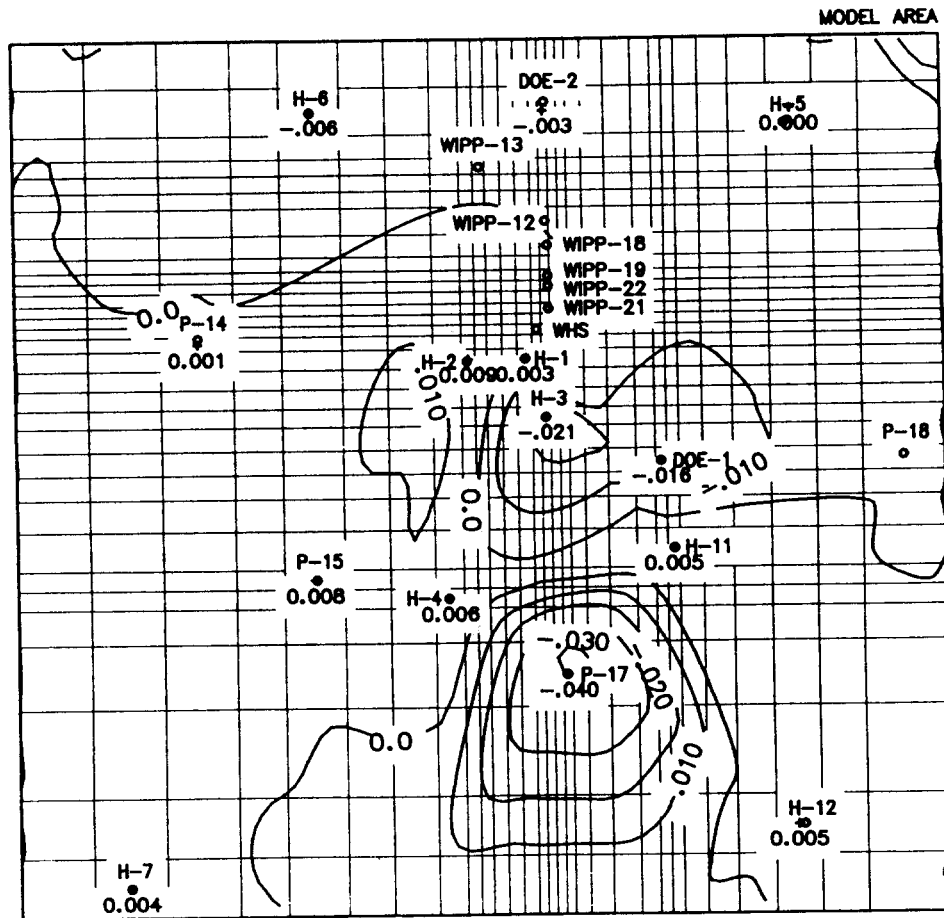 MODEL AREA
DOE-2
H-6
H-5
-.006
-.003
0.000
WIPP-13
WIPP-12
WIPP-18
WIPP-19
WIPP-22
WIPP-21
0.0
P-14
WHS
0.001
H-2
H-1
0.009
0.003
.010
H-3
-.021
P-18
DOE-1
-.016
-.010
0.0
H-11
0.005
P-15
0.008
H-4
0.006
-.030
P-17
-.040
-.020
0.0
-.010
H-12
0.005
H-7
0.004